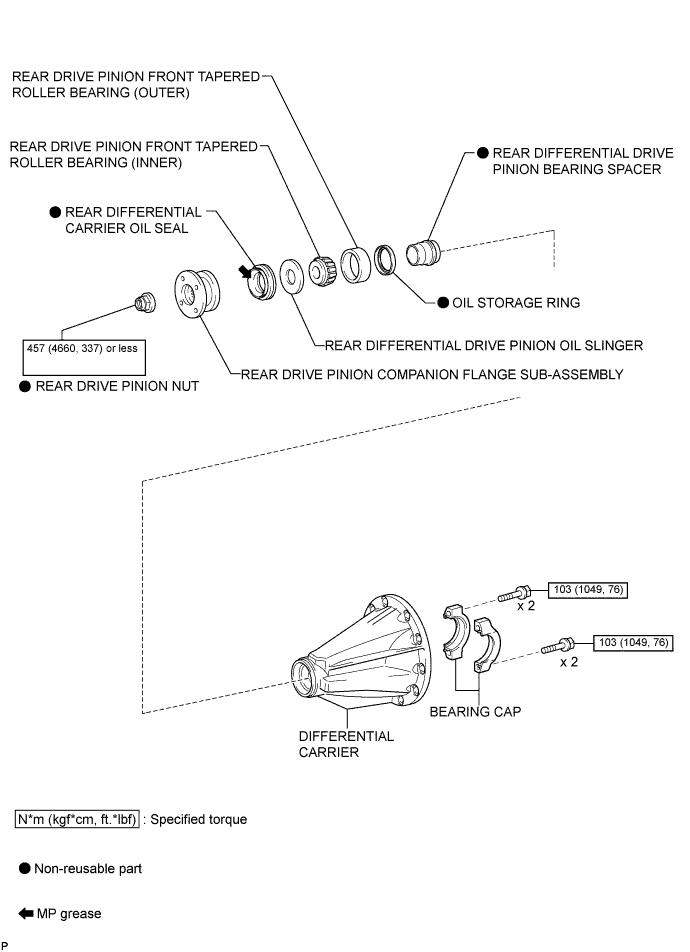 REAR DRIVE PINION FRONT TAPERED
ROLLER BEARING (OUTER)
REAR DRIVE PINION FRONT TAPERED
ROLLER BEARING (INNER)
REAR DIFFERENTIAL DRIVE
PINION BEARING SPACER
REAR DIFFERENTIAL
CARRIER OIL SEAL
OIL STORAGE RING
457 (4660, 337) or less
REAR DIFFERENTIAL DRIVE PINION OIL SLINGER
REAR DRIVE PINION COMPANION FLANGE SUB-ASSEMBLY
REAR DRIVE PINION NUT
103 (1049, 76)
x 2
103 (1049, 76)
x 2
BEARING CAP
DIFFERENTIAL
CARRIER
N*m (kgf*cm, ft.*lbf) : Specified torque
Non-reusable part
MP grease
P